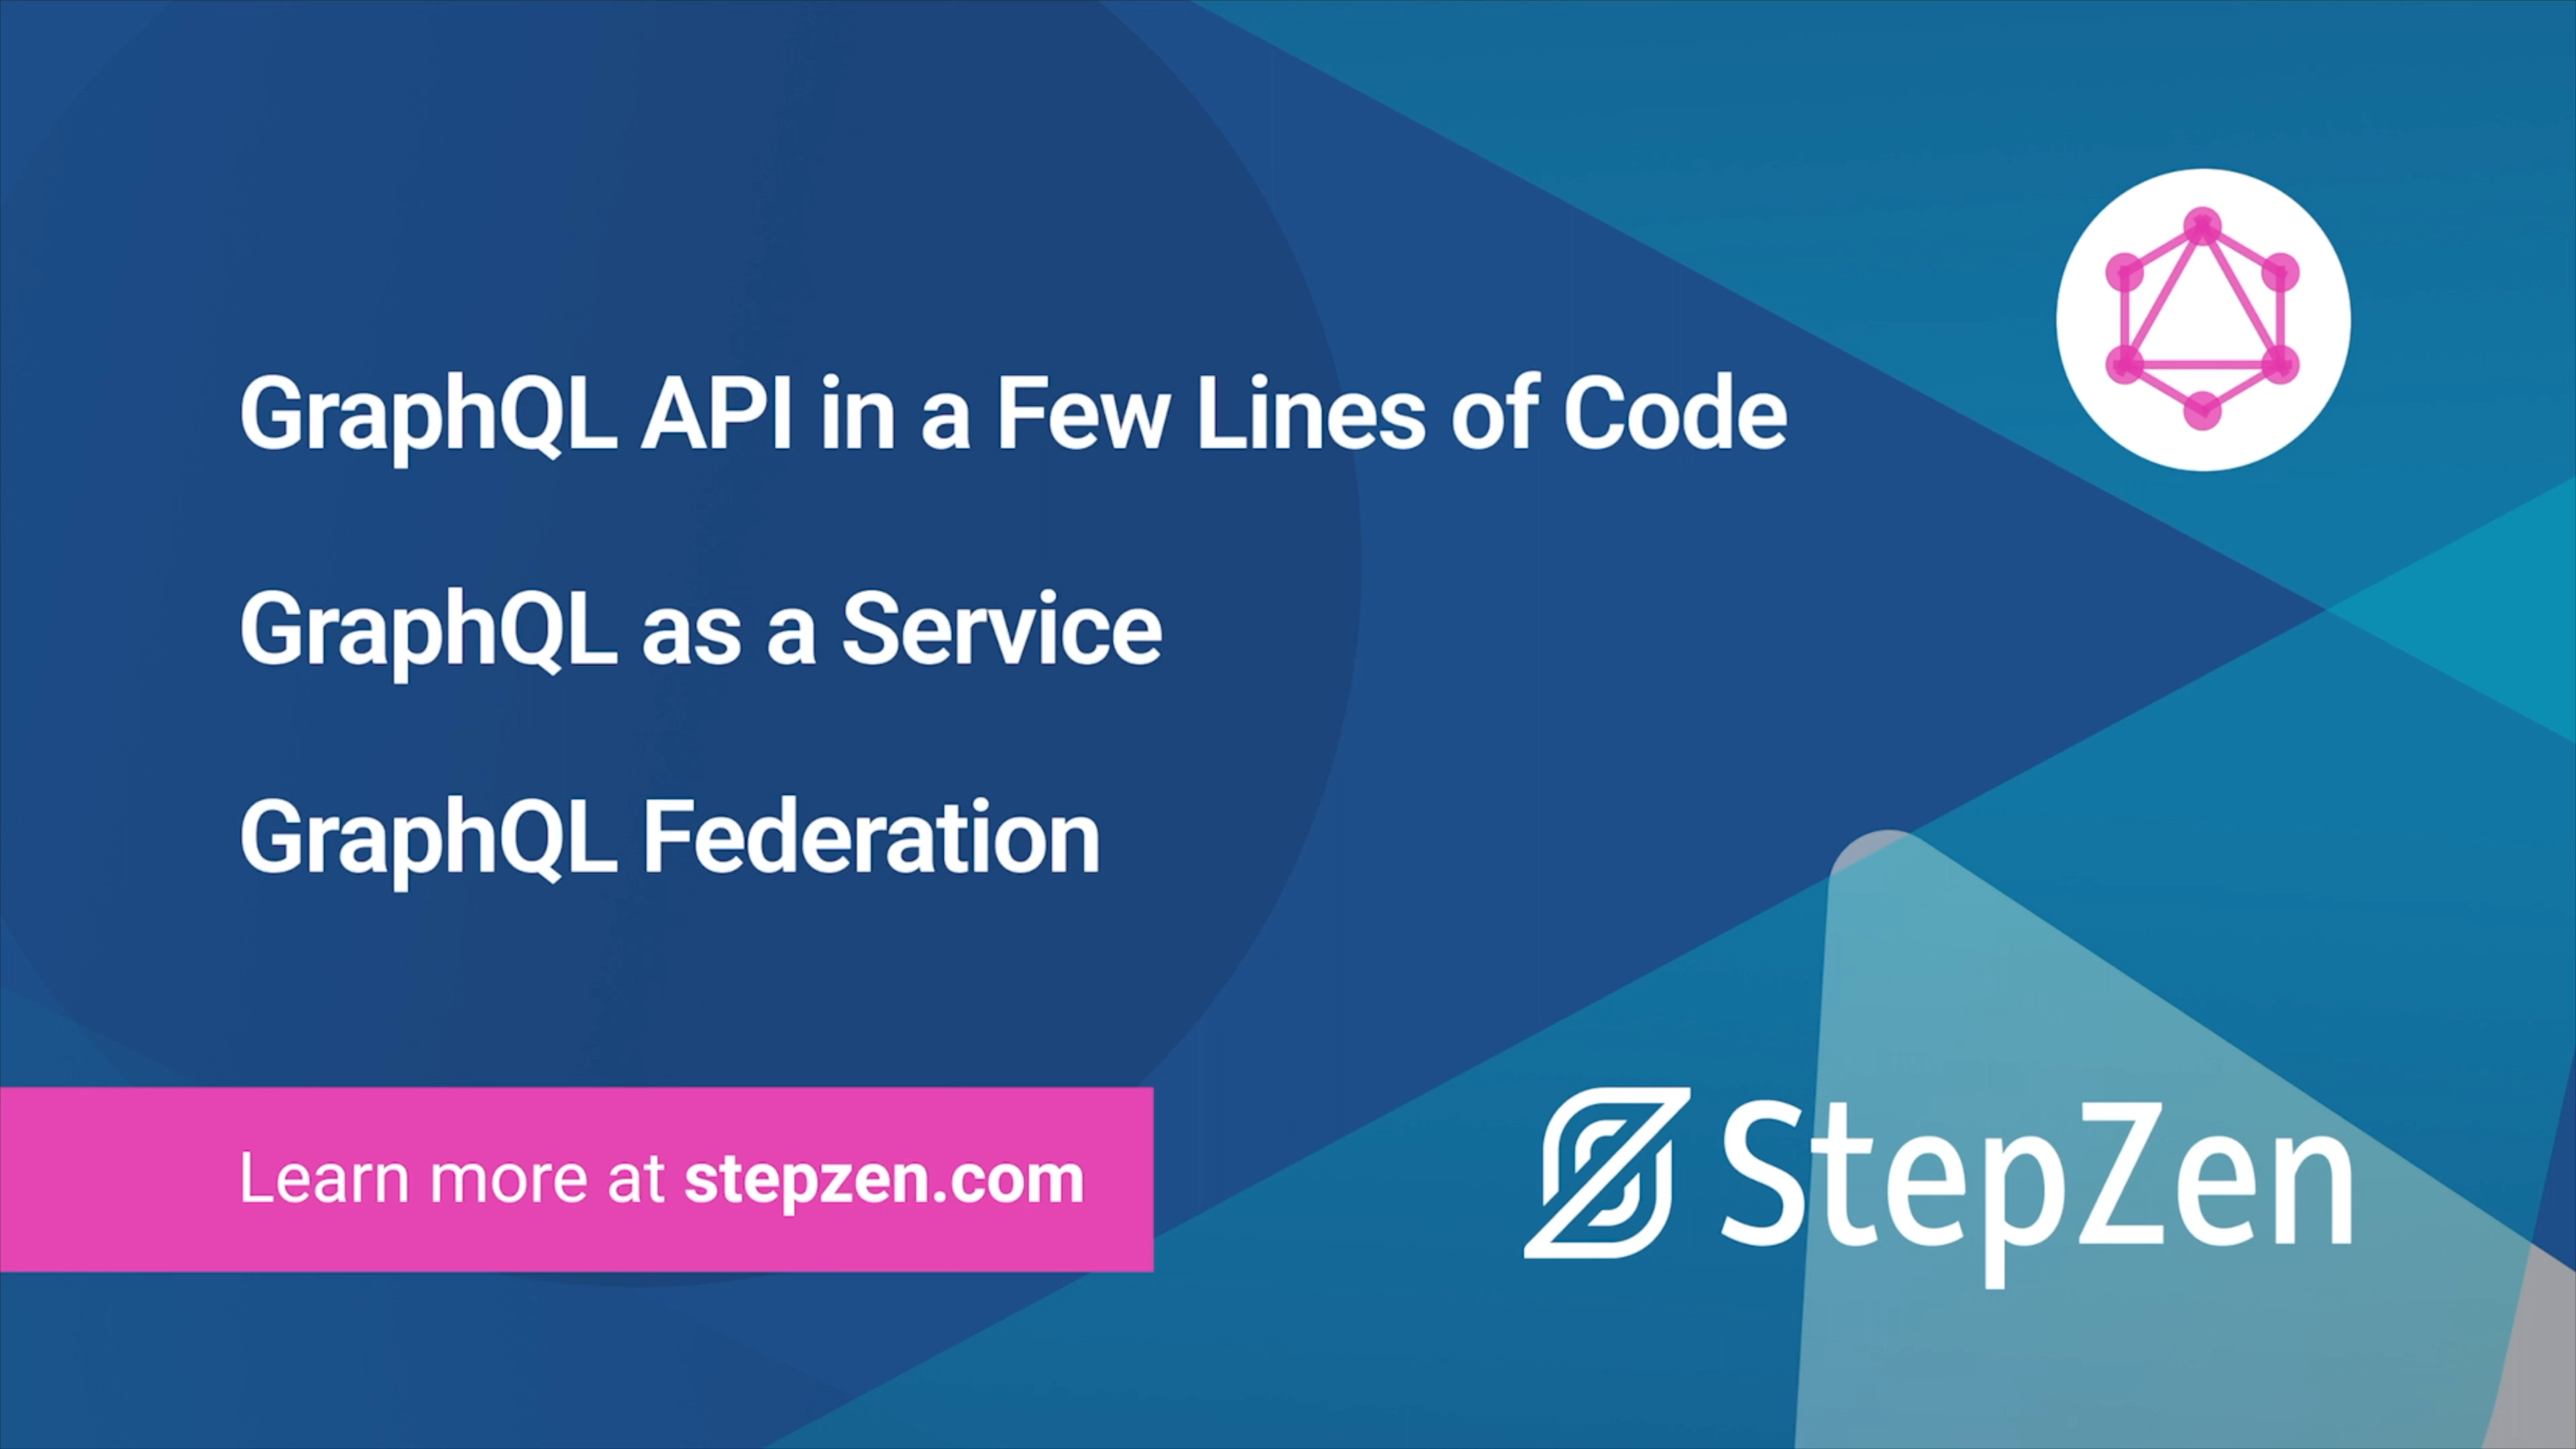 GraphQL API in a Few Lines of Code
GraphQL as a Service
GraphQL Federation
Learn more at stepzen.com
StepZen